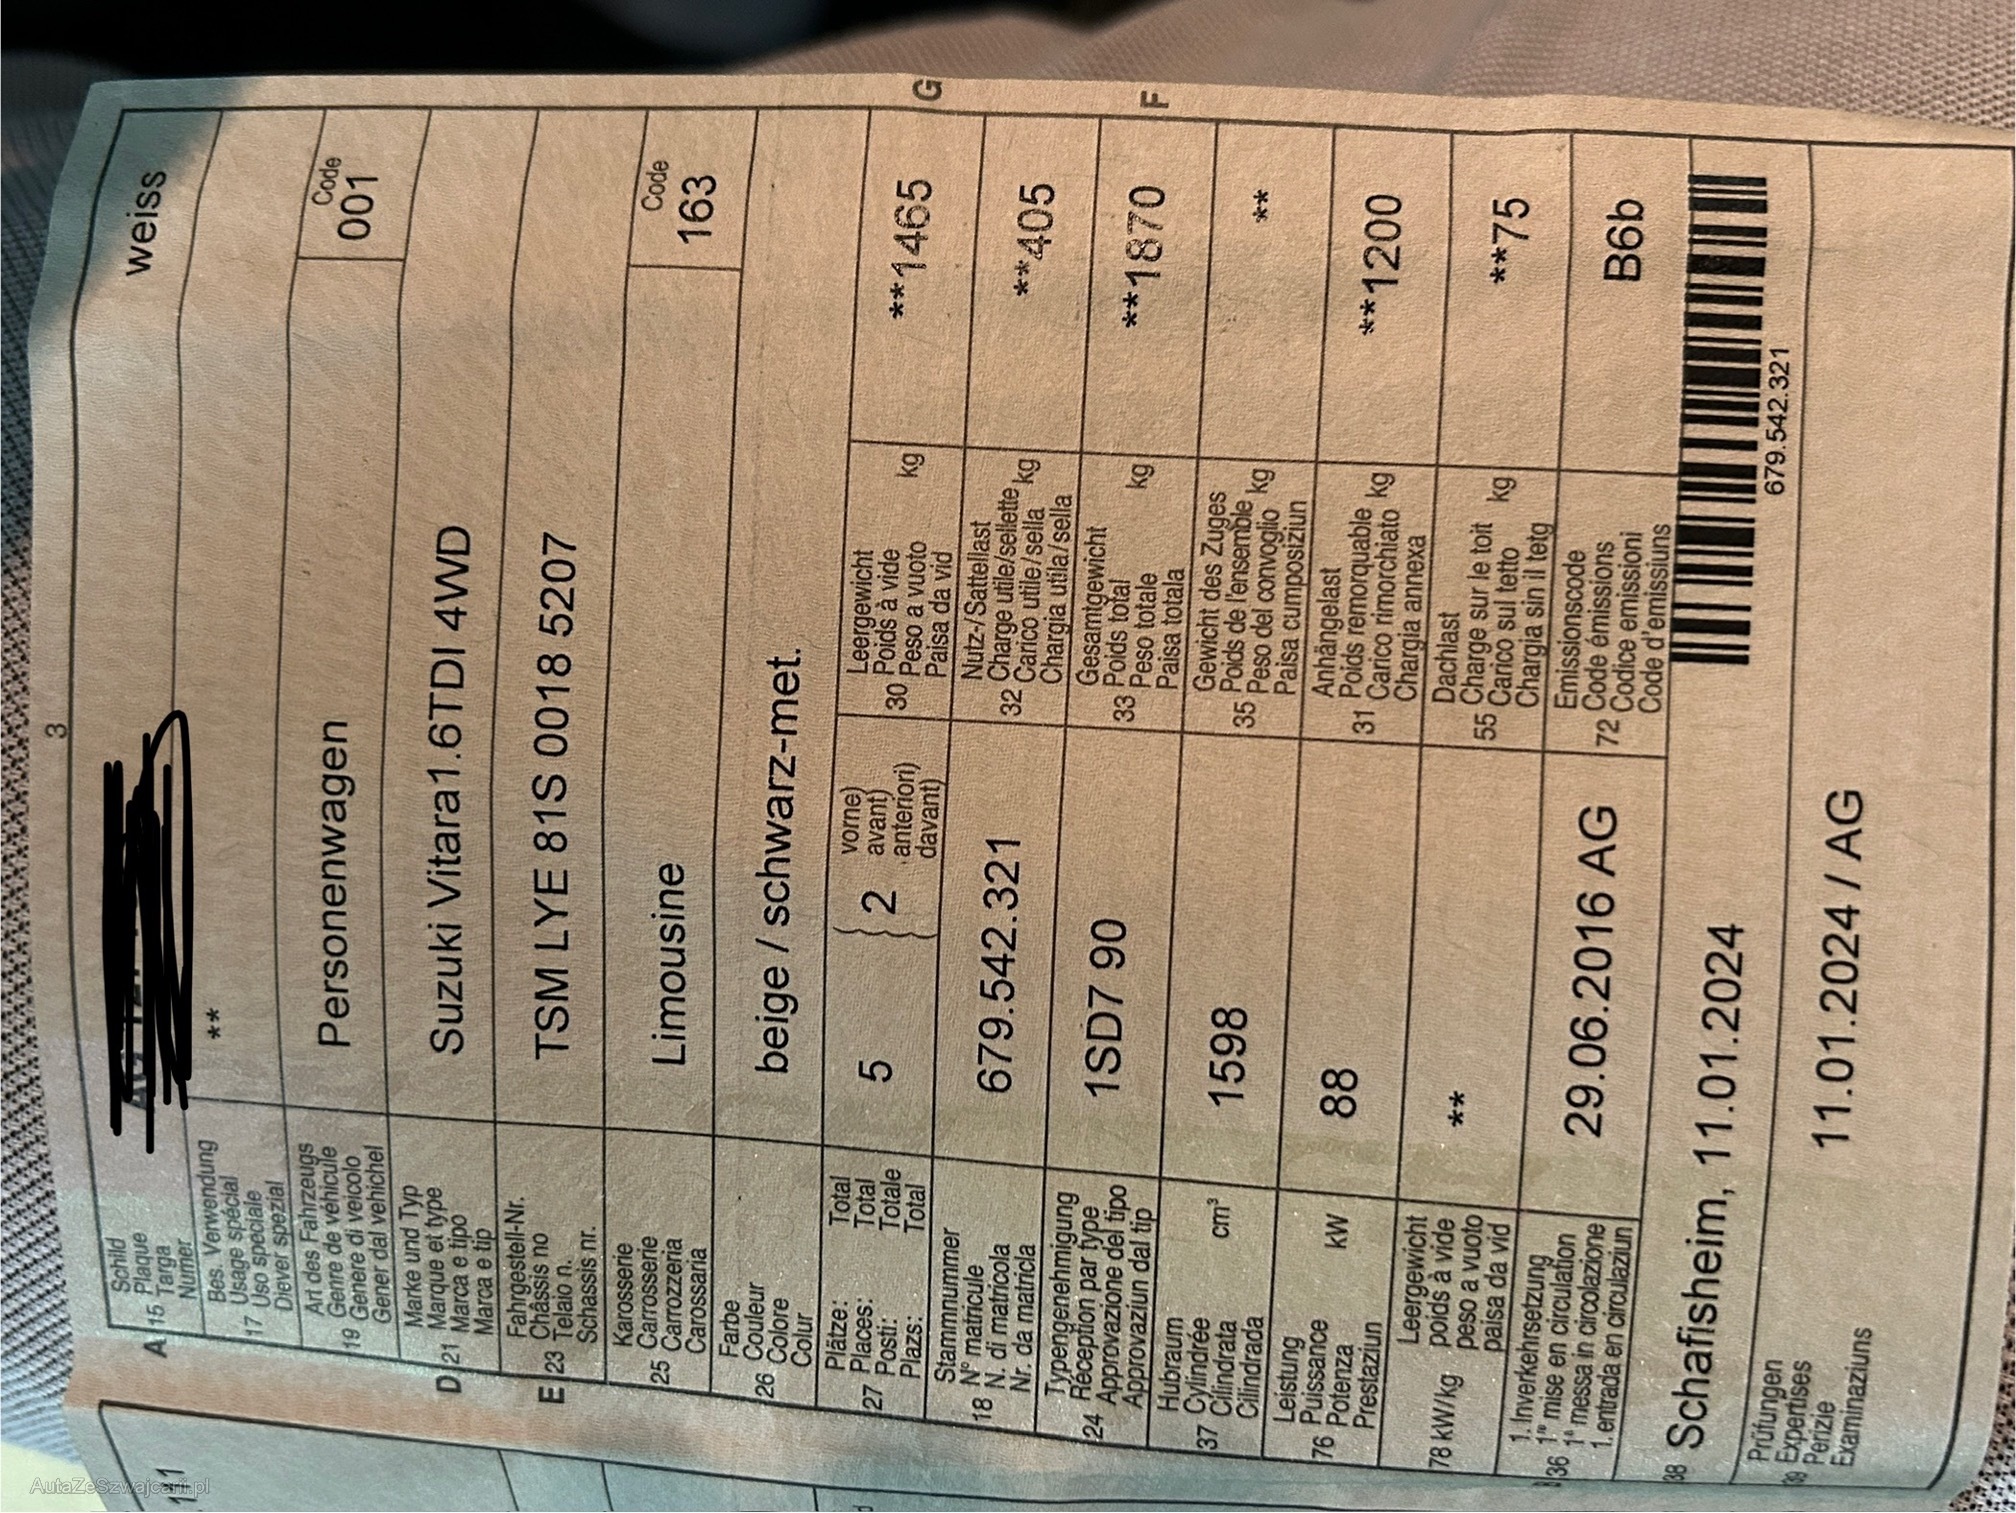 3
Schild
Plaque
A 15 Targa
Numer
weiss
Bes. Verwendung
Usage spécial
17 Uso speciale
Diever spezial
**
Art des Fahrzeugs
Genre de véhicule
19 Genere di veicolo
Gener dal vehichel
Personenwagen
Code
001
Marke und Typ
Marque et type
D 21 Marca e tipo
Marca e tip
Suzuki Vitara 1.6TDI 4WD
Fahrgestell-Nr.
Châssis no
E 23 Telaio n.
Schassis nr.
TSM LYE 81S 0018 5207
Karosserie
Carrosserie
25 Carrozzeria
Carossaria
Limousine
Code
163
Farbe
Couleur
26 Colore
Colur
beige / schwarz-met.
Plätze: Total
Places: Total
27 Posti: Totale
Plazs: Total
5
2
vorne)
avant)
anteriori)
davant)
Leergewicht
Poids à vide
30 Peso a vuoto kg
Paisa da vid
**1465
G
Stammnummer
N° matricule
18 N. di matricola
Nr. da matricla
679.542.321
Nutz-/Sattellast
Charge utile/sellette
32 Carico utile/sella kg
Chargia utila/sella
**405
Typengenehmigung
24 Réception par type
Approvazione del tipo
Approvaziun dal tip
1SD7 90
Gesamtgewicht
Poids total
33 Peso totale kg
Paisa totala
**1870
F
Hubraum
Cylindrée
37 Cilindrata cm³
Cilindrada
1598
Gewicht des Zuges
35 Poids de l'ensemble
Peso del convoglio kg
Paisa cumposiziun
**
Leistung
Puissance
76 Potenza kW
Prestaziun
88
Anhängelast
31 Poids remorquable
Carico rimorchiato kg
Chargia annexa
**1200
Leergewicht
78 kW/kg poids à vide
peso a vuoto
paisa da vid
**
Dachlast
Charge sur le toit
55 Carico sul tetto kg
Chargia sin il tetg
**75
1. Inverkehrsetzung
1re mise en circulation
B 36 1a messa in circolazione
1. entrada en circulaziun
29.06.2016 AG
Emissionscode
Code émissions
72 Codice emissioni
Code d'emissiuns
B6b
38 Schafisheim, 11.01.2024
679.542.321
Prüfungen
Expertises
39 Perizie
Examinaziuns
11.01.2024 / AG
AutaZeSzwajcarii.pl